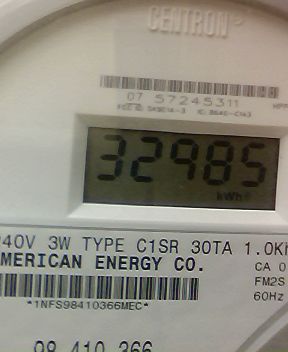 CENTRON
07 57245311
32985
kWh
240V 3W TYPE C1SR 30TA 1.0Kh
AMERICAN ENERGY CO.
CA 0
FM2S
*1NFS98410366MEC*
60Hz
98 410 366